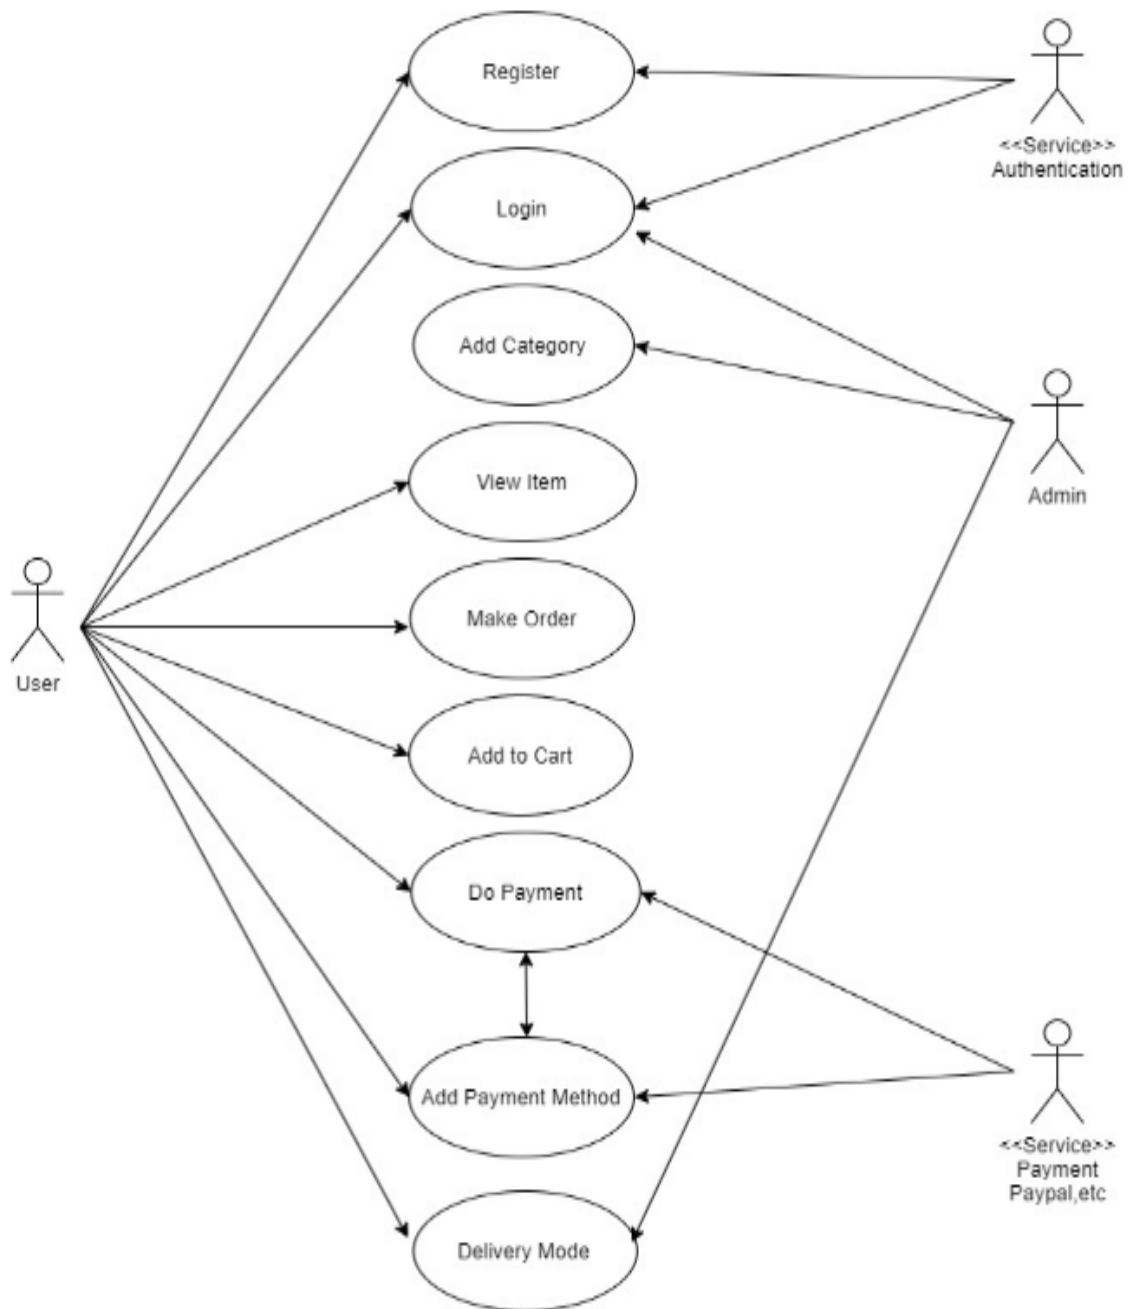 Register
<<Service>>
Authentication
Login
Add Category
View Item
Admin
Make Order
User
Add to Cart
Do Payment
Add Payment Method
<<Service>>
Payment
Paypal,etc
Delivery Mode